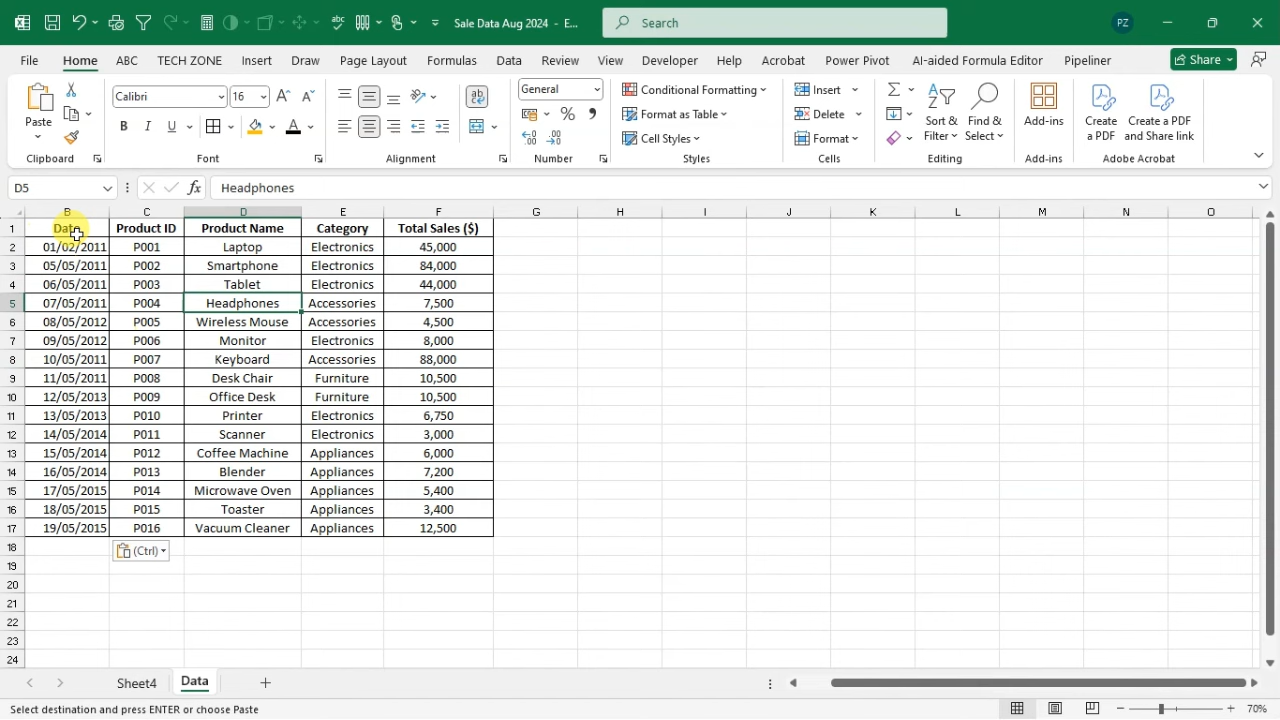 Sale Data Aug 2024 - E...
Search
PZ
File Home ABC TECH ZONE Insert Draw Page Layout Formulas Data Review View Developer Help Acrobat Power Pivot AI-aided Formula Editor Pipeliner Share
Paste
Calibri 16
B I U A
General
% 9
Conditional Formatting
Format as Table
Cell Styles
Insert
Delete
Format
Sort & Filter
Find & Select
Add-ins
Create a PDF
Create a PDF and Share link
Clipboard Font Alignment Number Styles Cells Editing Add-ins Adobe Acrobat
D5 fx Headphones
B C D E F G H I J K L M N O
1 Date Product ID Product Name Category Total Sales ($)
2 01/02/2011 P001 Laptop Electronics 45,000
3 05/05/2011 P002 Smartphone Electronics 84,000
4 06/05/2011 P003 Tablet Electronics 44,000
5 07/05/2011 P004 Headphones Accessories 7,500
6 08/05/2012 P005 Wireless Mouse Accessories 4,500
7 09/05/2012 P006 Monitor Electronics 8,000
8 10/05/2011 P007 Keyboard Accessories 88,000
9 11/05/2011 P008 Desk Chair Furniture 10,500
10 12/05/2013 P009 Office Desk Furniture 10,500
11 13/05/2013 P010 Printer Electronics 6,750
12 14/05/2014 P011 Scanner Electronics 3,000
13 15/05/2014 P012 Coffee Machine Appliances 6,000
14 16/05/2014 P013 Blender Appliances 7,200
15 17/05/2015 P014 Microwave Oven Appliances 5,400
16 18/05/2015 P015 Toaster Appliances 3,400
17 19/05/2015 P016 Vacuum Cleaner Appliances 12,500
18 (Ctrl)
19
20
21
22
23
24
Sheet4 Data
Select destination and press ENTER or choose Paste
70%